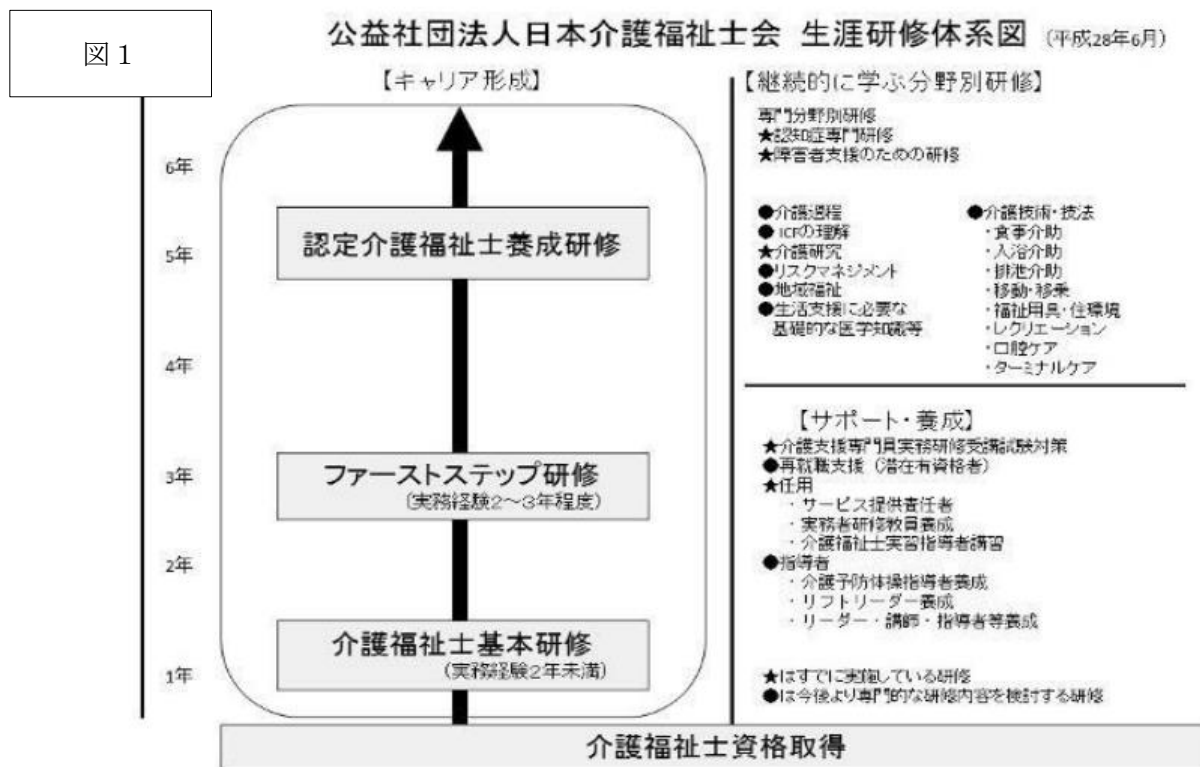 図1
公益社団法人日本介護福祉士会 生涯研修体系図 (平成28年6月)
【キャリア形成】
6年
5年
4年
3年
2年
1年
認定介護福祉士養成研修
ファーストステップ研修
(実務経験2～3年程度)
介護福祉士基本研修
(実務経験2年未満)
【継続的に学ぶ分野別研修】
専門分野別研修
★認知症専門研修
★障害者支援のための研修
●介護過程
●ICFの理解
★介護研究
●リスクマネジメント
●地域福祉
●生活支援に必要な
基礎的な医学知識等
●介護技術・技法
・食事介助
・入浴介助
・排泄介助
・移動・移乗
・福祉用具・住環境
・レクリエーション
・口腔ケア
・ターミナルケア
【サポート・養成】
★介護支援専門員実務研修受講試験対策
●再就職支援（潜在有資格者）
★任用
・サービス提供責任者
・実務者研修教員養成
・介護福祉士実習指導者講習
●指導者
・介護予防体操指導者養成
・リフトリーダー養成
・リーダー・講師・指導者等養成
★はすでに実施している研修
●は今後より専門的な研修内容を検討する研修
介護福祉士資格取得